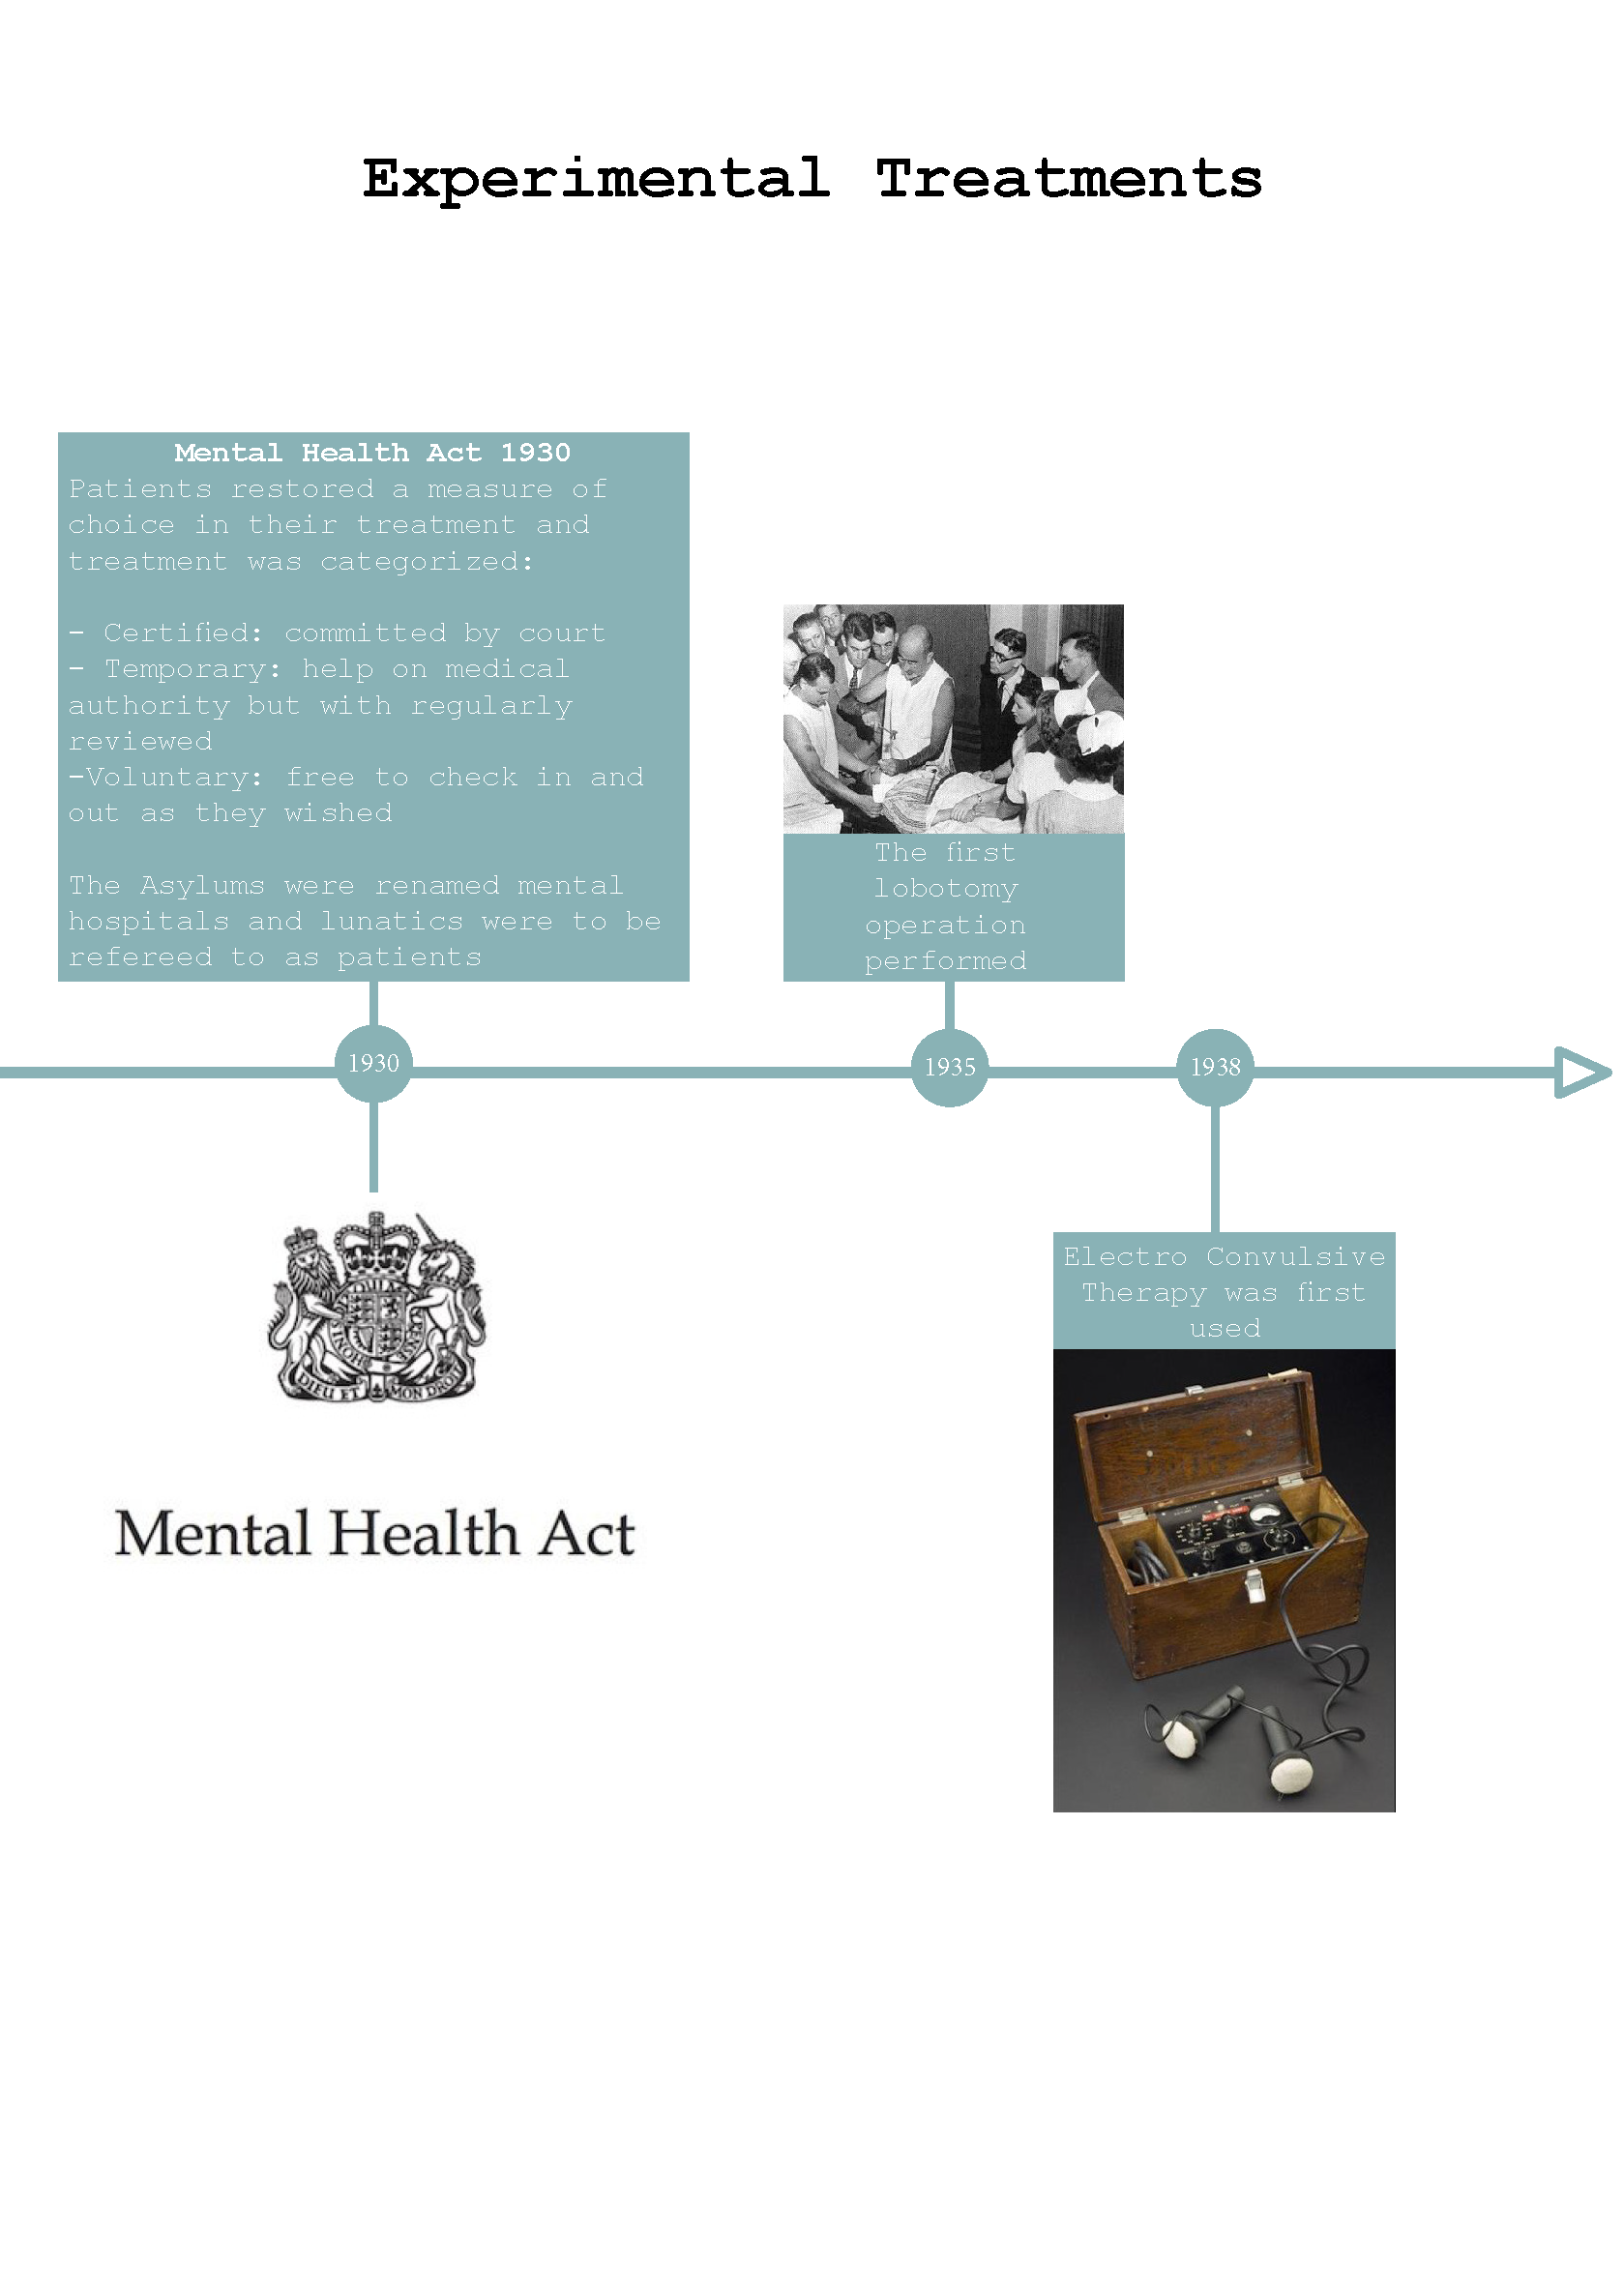 Experimental Treatments
Mental Health Act 1930
Patients restored a measure of
choice in their treatment and
treatment was categorized:
- Certified: committed by court
- Temporary: help on medical
authority but with regularly
reviewed
-Voluntary: free to check in and
out as they wished
The Asylums were renamed mental
hospitals and lunatics were to be
refereed to as patients
The first
lobotomy
operation
performed
1930
1935
1938
DIEU ET MON DROIT
Mental Health Act
Electro Convulsive
Therapy was first
used